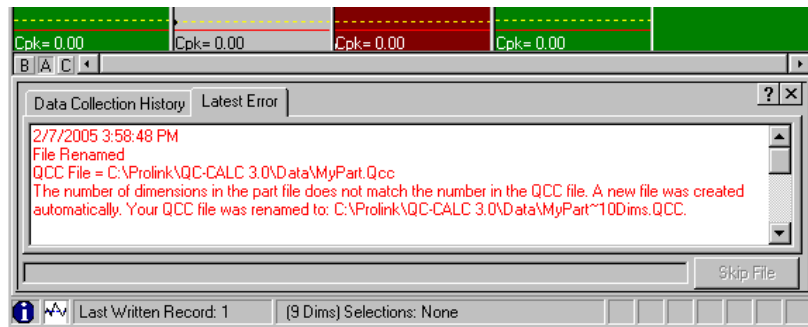 Cpk= 0.00 Cpk= 0.00 Cpk= 0.00 Cpk= 0.00
B A C
Data Collection History Latest Error ? ×
2/7/2005 3:58:48 PM
File Renamed
QCC File = C:\Prolink\QC-CALC 3.0\Data\MyPart.Qcc
The number of dimensions in the part file does not match the number in the QCC file. A new file was created
automatically. Your QCC file was renamed to: C:\Prolink\QC-CALC 3.0\Data\MyPart~10Dims.QCC.
Skip File
Last Written Record: 1 (9 Dims) Selections: None